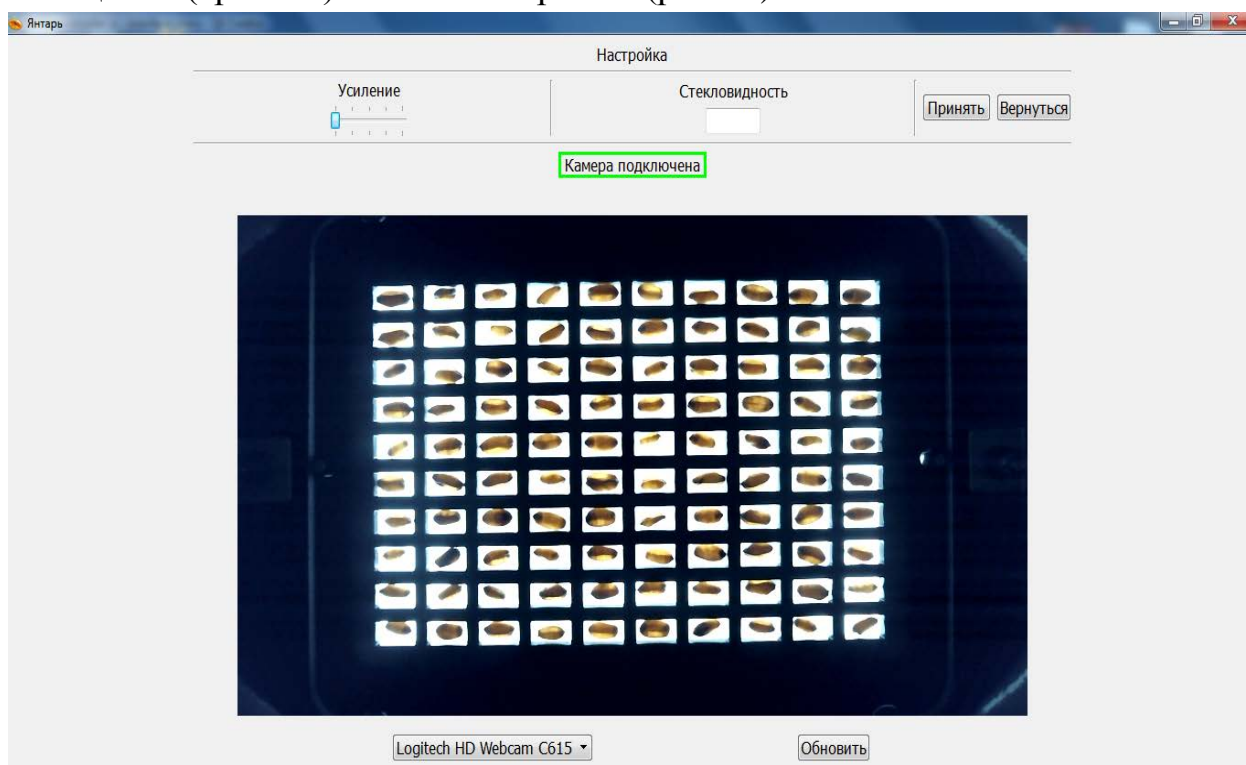 Янтарь
Настройка
Усиление
Стекловидность
Принять Вернуться
Камера подключена
Logitech HD Webcam C615
Обновить